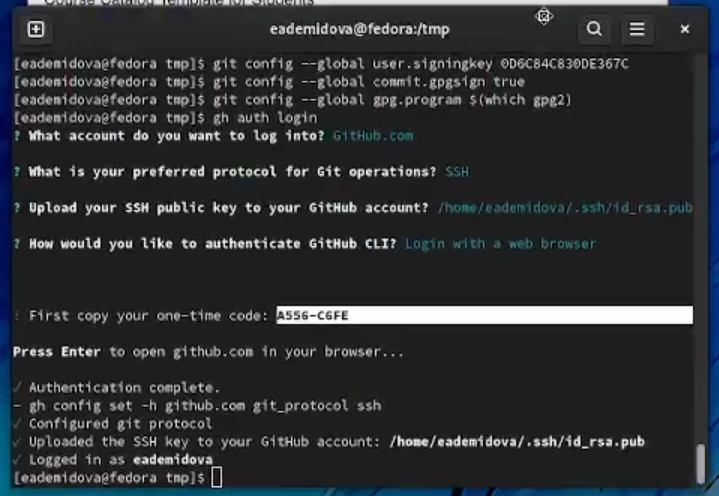 Course Catalog Template for Students
eademidova@fedora:/tmp
[eademidova@fedora tmp]$ git config --global user.signingkey 0D6C84C830DE367C
[eademidova@fedora tmp]$ git config --global commit.gpgsign true
[eademidova@fedora tmp]$ git config --global gpg.program $(which gpg2)
[eademidova@fedora tmp]$ gh auth login
? What account do you want to log into? GitHub.com
? What is your preferred protocol for Git operations? SSH
? Upload your SSH public key to your GitHub account? /home/eademidova/.ssh/id_rsa.pub
? How would you like to authenticate GitHub CLI? Login with a web browser
! First copy your one-time code: A556-C6FE
Press Enter to open github.com in your browser...
✓ Authentication complete.
- gh config set -h github.com git_protocol ssh
✓ Configured git protocol
✓ Uploaded the SSH key to your GitHub account: /home/eademidova/.ssh/id_rsa.pub
✓ Logged in as eademidova
[eademidova@fedora tmp]$